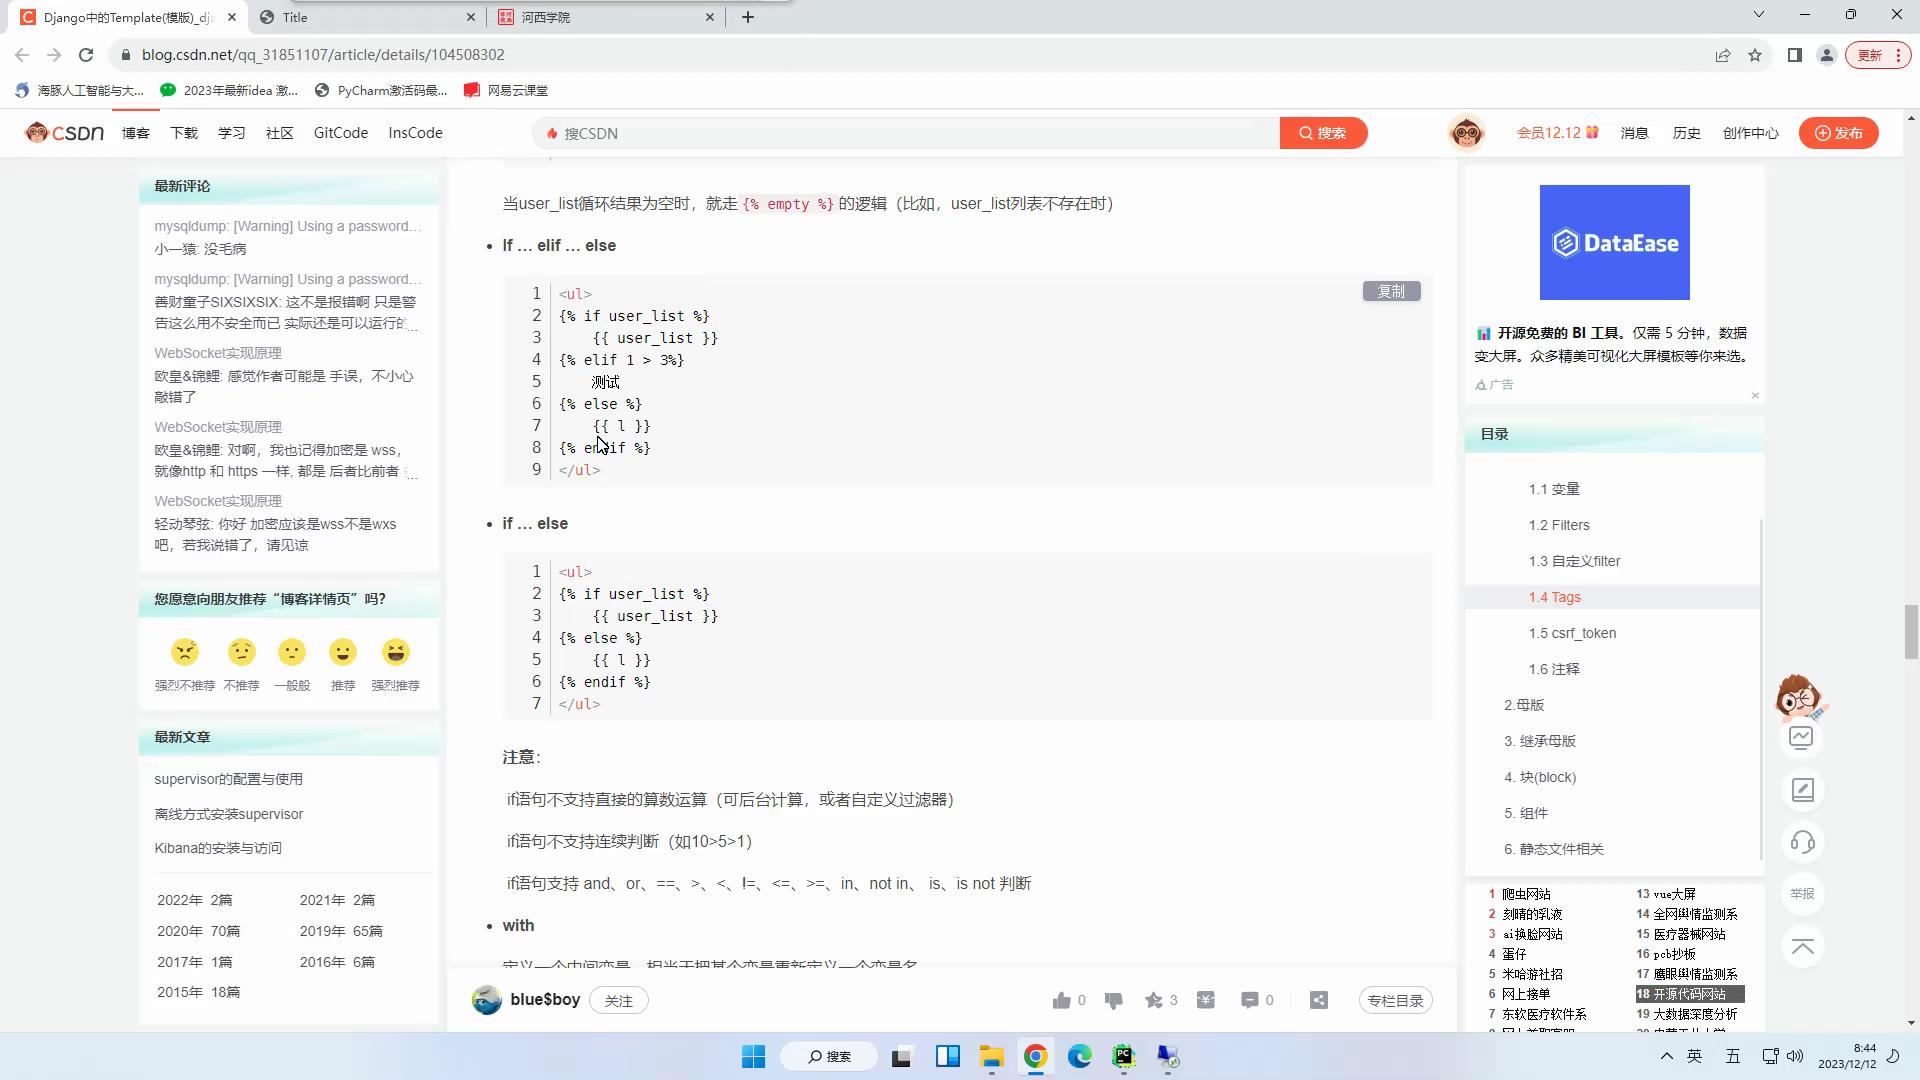 Django中的Template(模版)_dj
Title
河西学院
blog.csdn.net/qq_31851107/article/details/104508302
更新
海豚人工智能与大...
2023年最新idea 激...
PyCharm激活码最...
网易云课堂
CSDN
博客
下载
学习
社区
GitCode
InsCode
搜CSDN
搜索
会员12.12
消息
历史
创作中心
发布
最新评论
mysqldump: [Warning] Using a password...
小一猿: 没毛病
mysqldump: [Warning] Using a password...
善财童子SIXSIXSIX: 这不是报错啊 只是警
告这么用不安全而已 实际还是可以运行的...
WebSocket实现原理
欧皇&锦鲤: 感觉作者可能是 手误，不小心
敲错了
WebSocket实现原理
欧皇&锦鲤: 对啊，我也记得加密是 wss，
就像http 和 https 一样, 都是 后者比前者 ...
WebSocket实现原理
轻动琴弦: 你好 加密应该是wss不是wxs
吧，若我说错了，请见谅
您愿意向朋友推荐“博客详情页”吗？
强烈不推荐
不推荐
一般般
推荐
强烈推荐
最新文章
supervisor的配置与使用
离线方式安装supervisor
Kibana的安装与访问
2022年 2篇
2021年 2篇
2020年 70篇
2019年 65篇
2017年 1篇
2016年 6篇
2015年 18篇
当user_list循环结果为空时，就走 {% empty %} 的逻辑（比如，user_list列表不存在时）
• If … elif … else
复制
1 <ul>
2 {% if user_list %}
3     {{ user_list }}
4 {% elif 1 > 3%}
5     测试
6 {% else %}
7     {{ l }}
8 {% endif %}
9 </ul>
• if … else
1 <ul>
2 {% if user_list %}
3     {{ user_list }}
4 {% else %}
5     {{ l }}
6 {% endif %}
7 </ul>
注意：
if语句不支持直接的算数运算（可后台计算，或者自定义过滤器）
if语句不支持连续判断（如10>5>1）
if语句支持 and、or、==、>、<、!=、<=、>=、in、not in、 is、is not 判断
• with
定义一个中间变量，相当于把某个变量重新定义一个变量名
blue$boy
关注
0
3
0
专栏目录
DataEase
开源免费的 BI 工具。仅需 5 分钟，数据
变大屏。众多精美可视化大屏模板等你来选。
广告
目录
1.1 变量
1.2 Filters
1.3 自定义filter
1.4 Tags
1.5 csrf_token
1.6 注释
2.母版
3. 继承母版
4. 块(block)
5. 组件
6. 静态文件相关
举报
1 爬虫网站
2 刻晴的乳液
3 ai换脸网站
4 蛋仔
5 米哈游社招
6 网上接单
7 东软医疗软件系
13 vue大屏
14 全网舆情监测系
15 医疗器械网站
16 pcb抄板
17 鹰眼舆情监测系
18 开源代码网站
19 大数据深度分析
搜索
英
五
8:44
2023/12/12